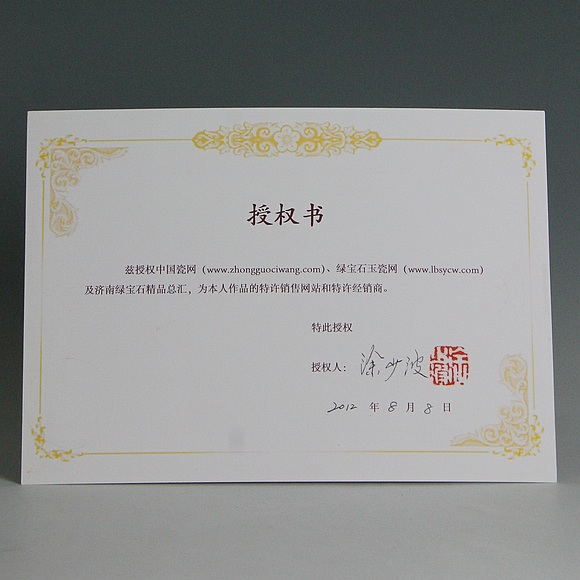 授权书
兹授权中国瓷网（www.zhongguociwang.com）、绿宝石玉瓷网（www.lbsycw.com）
及济南绿宝石精品总汇，为本人作品的特许销售网站和特许经销商。
特此授权
授权人：涂少波
2012 年 8 月 8 日